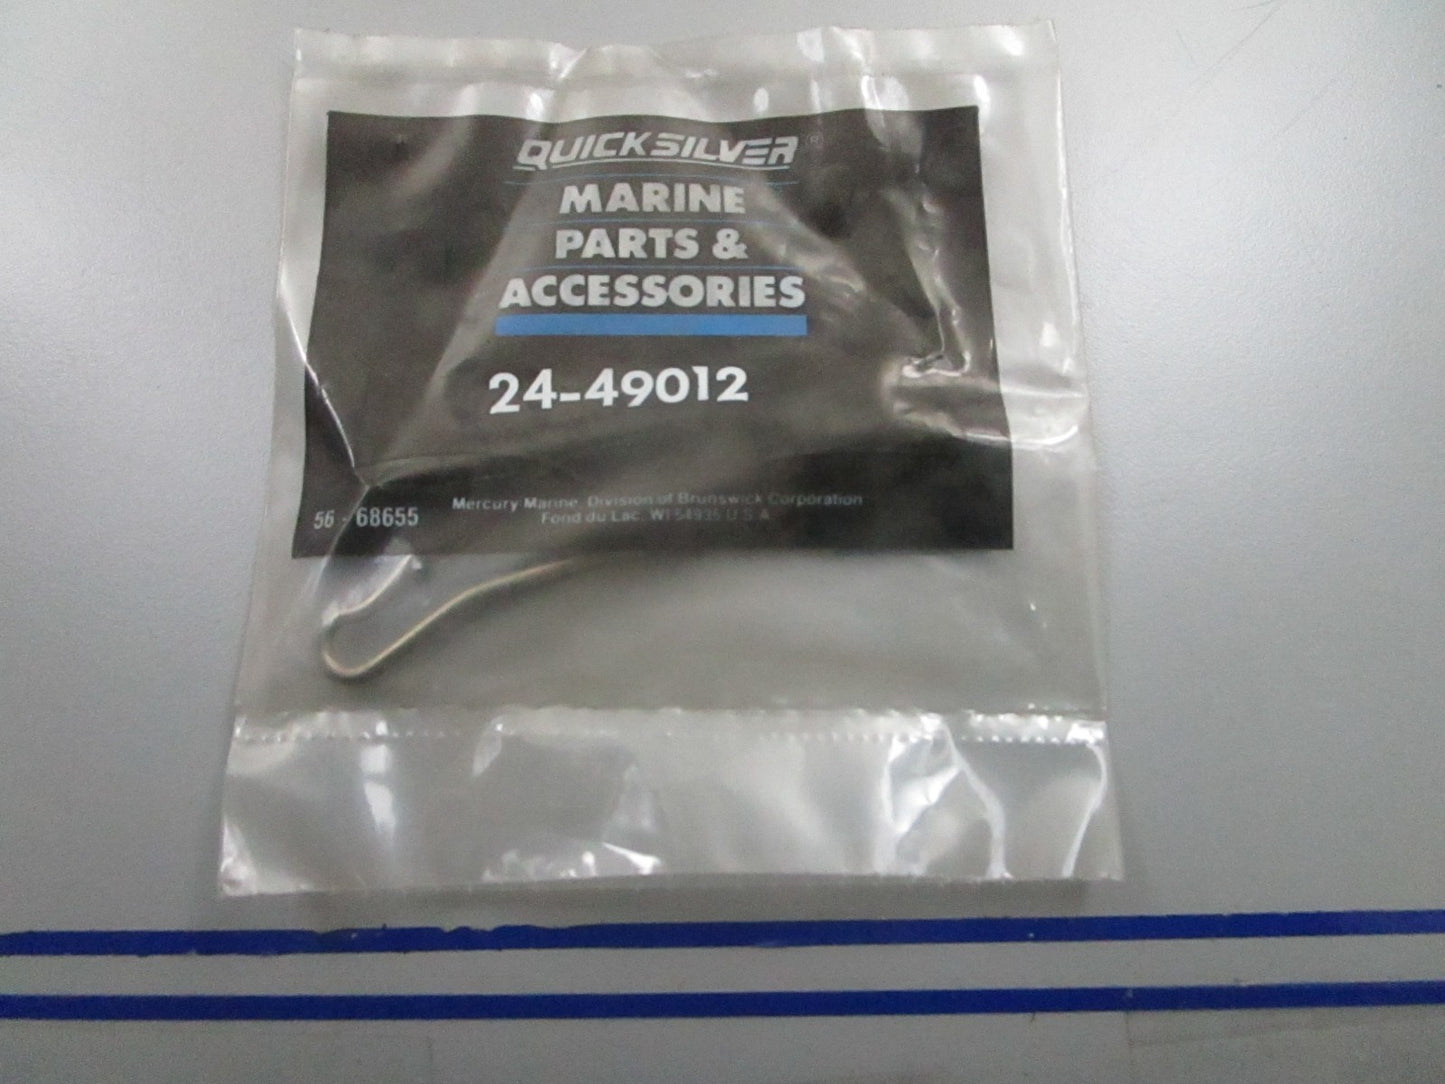 QUICKSILVER®
MARINE
PARTS &
ACCESSORIES
24-49012
56-68655
Mercury Marine, Division of Brunswick Corporation
Fond du Lac, WI 54935 U.S.A.